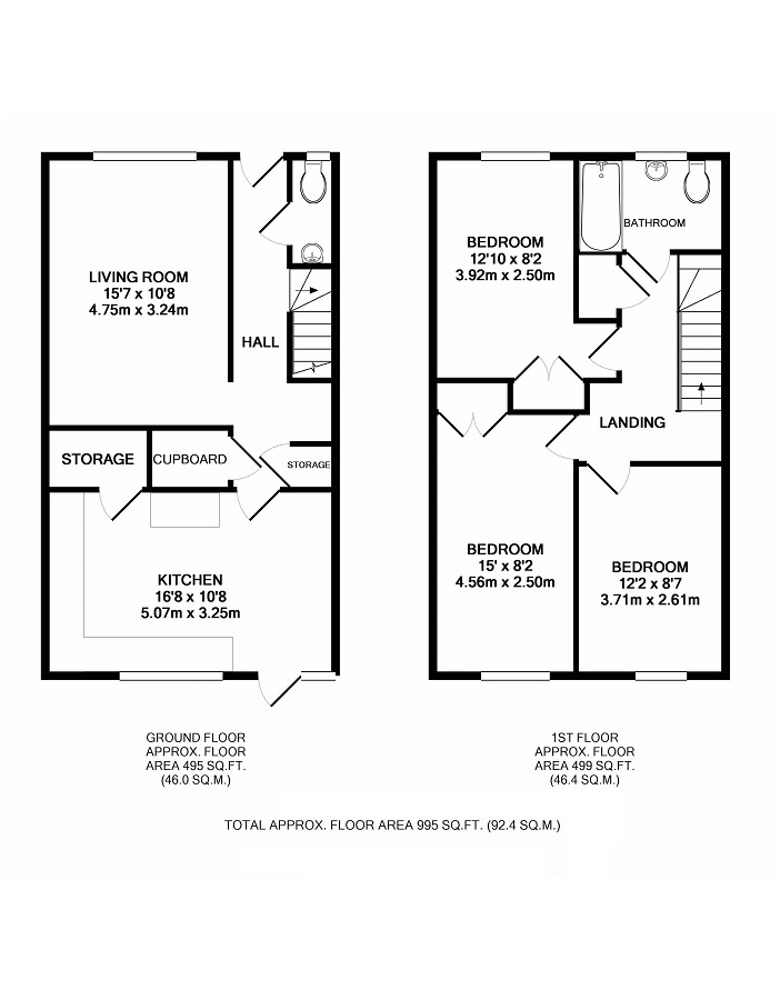 LIVING ROOM
15'7 x 10'8
4.75m x 3.24m
HALL
STORAGE
CUPBOARD
STORAGE
KITCHEN
16'8 x 10'8
5.07m x 3.25m
GROUND FLOOR
APPROX. FLOOR
AREA 495 SQ.FT.
(46.0 SQ.M.)
BEDROOM
12'10 x 8'2
3.92m x 2.50m
BATHROOM
LANDING
BEDROOM
15' x 8'2
4.56m x 2.50m
BEDROOM
12'2 x 8'7
3.71m x 2.61m
1ST FLOOR
APPROX. FLOOR
AREA 499 SQ.FT.
(46.4 SQ.M.)
TOTAL APPROX. FLOOR AREA 995 SQ.FT. (92.4 SQ.M.)